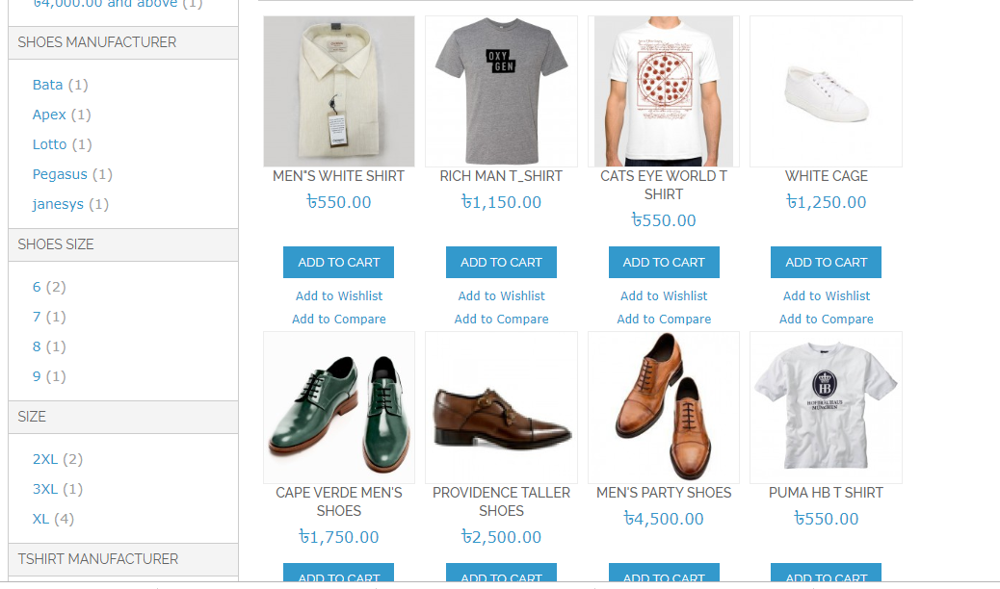 ৳4,000.00 and above (1)
SHOES MANUFACTURER
Bata (1)
Apex (1)
Lotto (1)
Pegasus (1)
janesys (1)
SHOES SIZE
6 (2)
7 (1)
8 (1)
9 (1)
SIZE
2XL (2)
3XL (1)
XL (4)
TSHIRT MANUFACTURER
OXY
GEN
MEN"S WHITE SHIRT
৳550.00
ADD TO CART
Add to Wishlist
Add to Compare
RICH MAN T_SHIRT
৳1,150.00
ADD TO CART
Add to Wishlist
Add to Compare
CATS EYE WORLD T
SHIRT
৳550.00
ADD TO CART
Add to Wishlist
Add to Compare
WHITE CAGE
৳1,250.00
ADD TO CART
Add to Wishlist
Add to Compare
CAPE VERDE MEN'S
SHOES
৳1,750.00
ADD TO CART
PROVIDENCE TALLER
SHOES
৳2,500.00
ADD TO CART
MEN'S PARTY SHOES
৳4,500.00
ADD TO CART
HB
HOFBRÄUHAUS
MÜNCHEN
PUMA HB T SHIRT
৳550.00
ADD TO CART